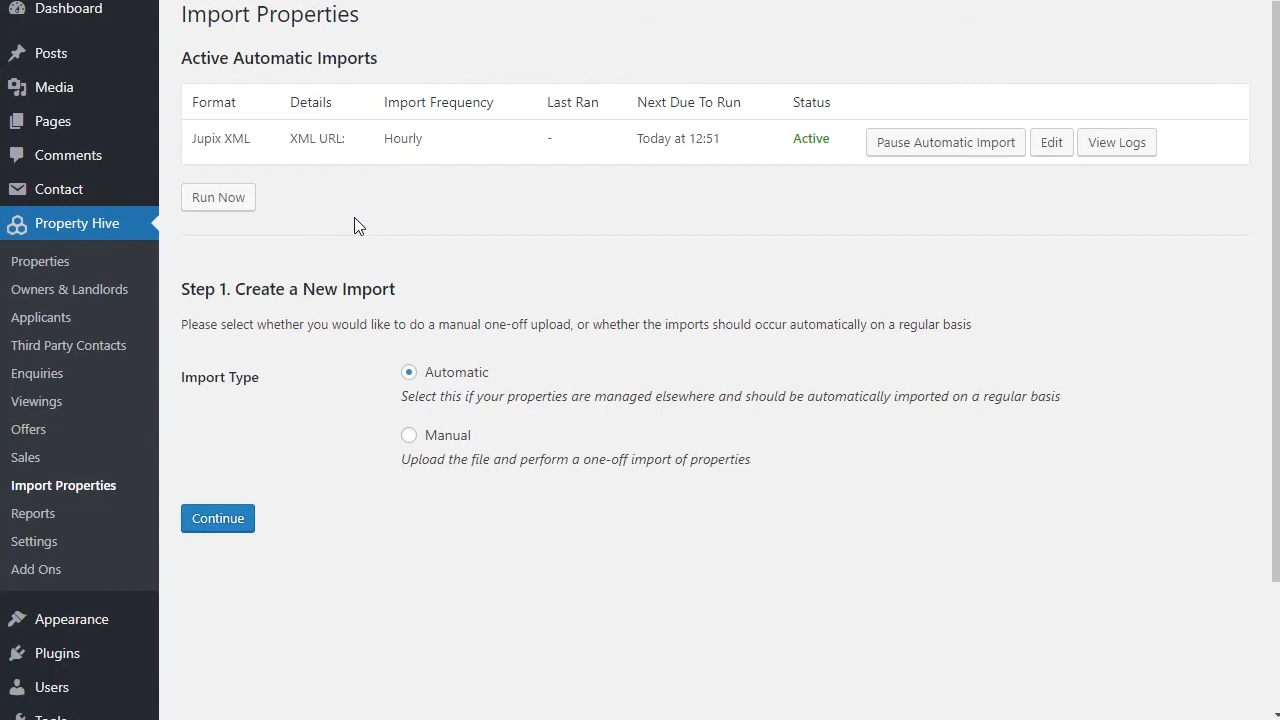 Dashboard
Posts
Media
Pages
Comments
Contact
Property Hive
Properties
Owners & Landlords
Applicants
Third Party Contacts
Enquiries
Viewings
Offers
Sales
Import Properties
Reports
Settings
Add Ons
Appearance
Plugins
Users
Tools
Import Properties
Active Automatic Imports
Format Details Import Frequency Last Ran Next Due To Run Status
Jupix XML XML URL: Hourly - Today at 12:51 Active Pause Automatic Import Edit View Logs
Run Now
Step 1. Create a New Import
Please select whether you would like to do a manual one-off upload, or whether the imports should occur automatically on a regular basis
Import Type
Automatic
Select this if your properties are managed elsewhere and should be automatically imported on a regular basis
Manual
Upload the file and perform a one-off import of properties
Continue